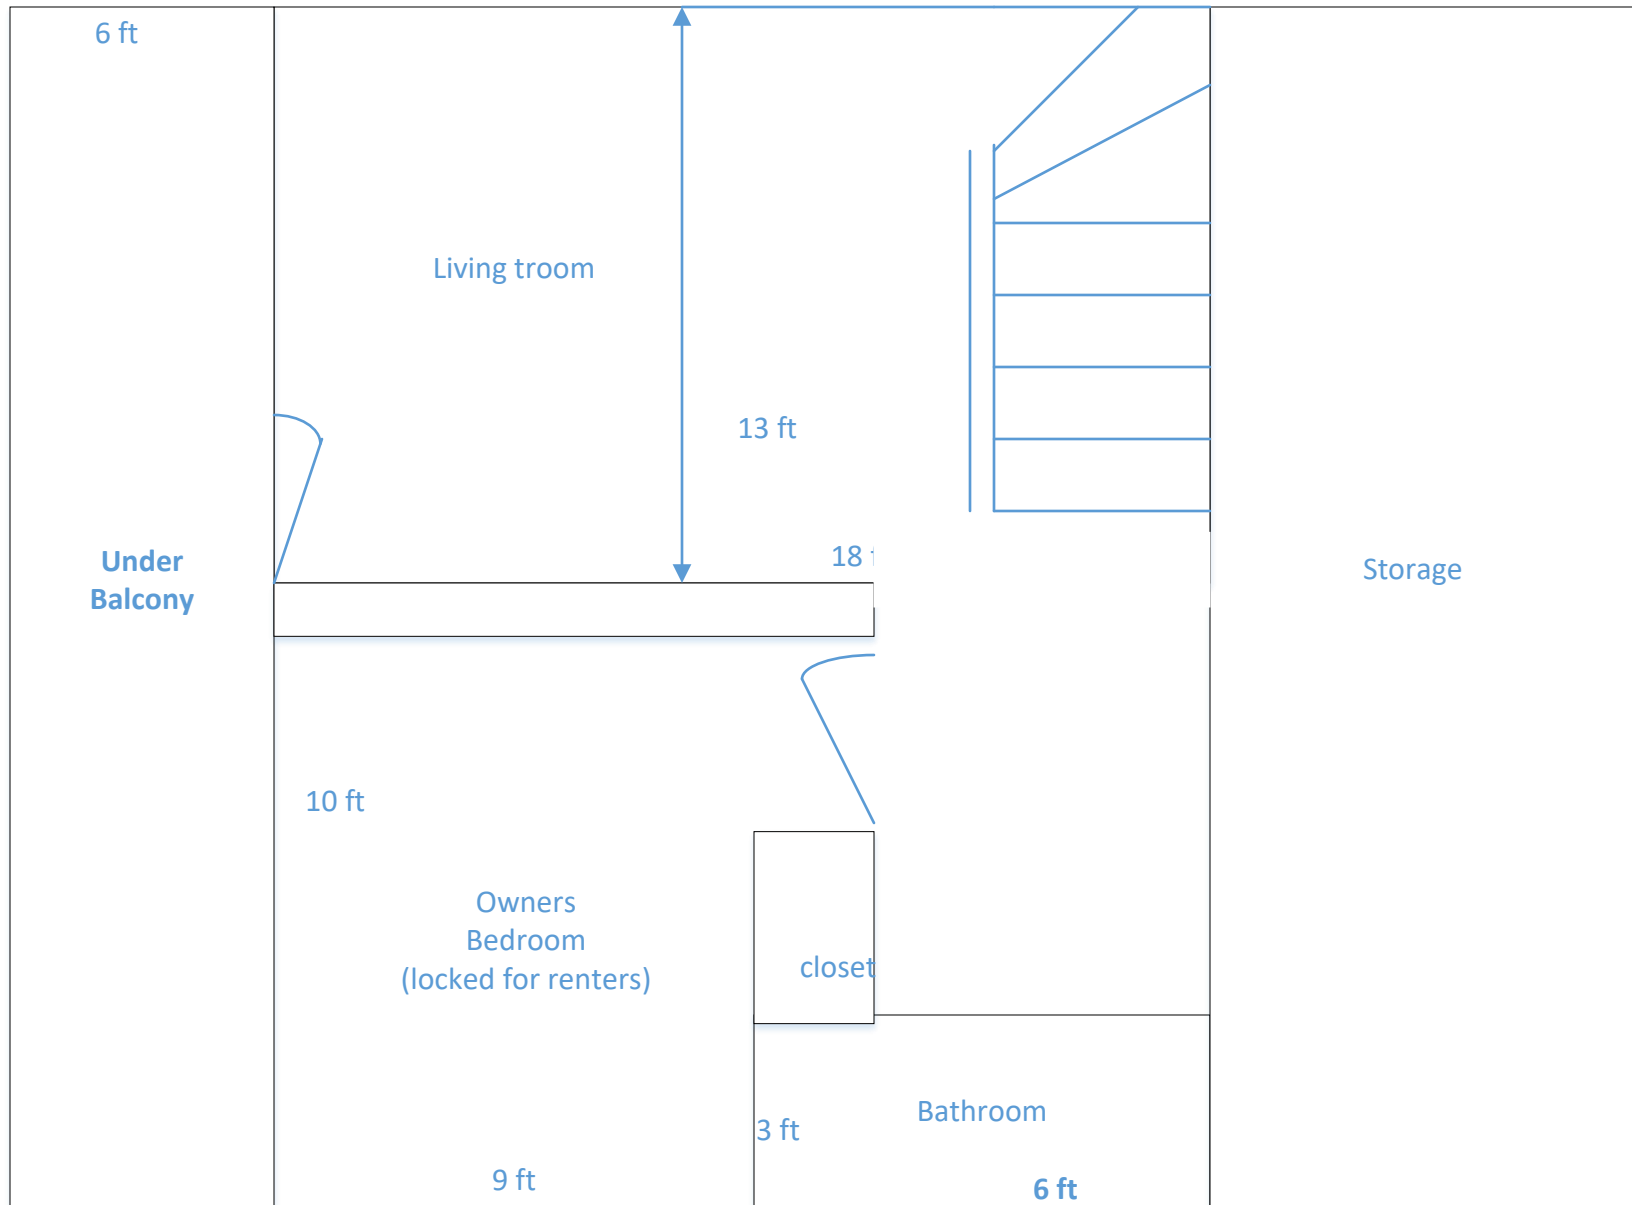 6 ft
Living troom
13 ft
18
Under
Balcony
Storage
10 ft
Owners
Bedroom
(locked for renters)
closet
Bathroom
3 ft
9 ft
6 ft